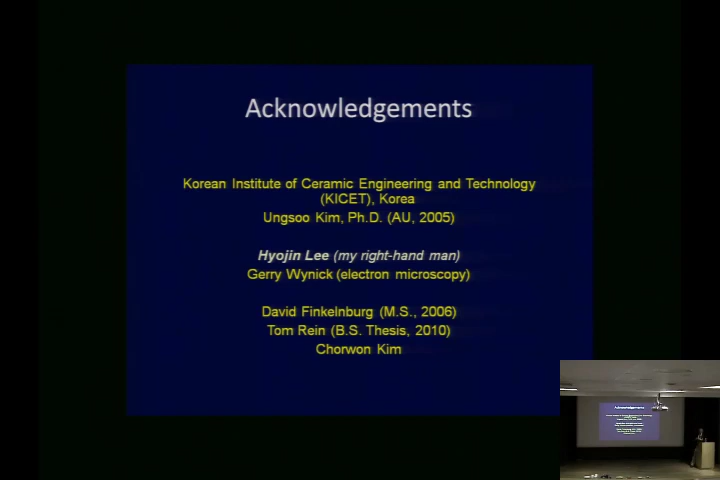 Acknowledgements
Korean Institute of Ceramic Engineering and Technology
(KICET), Korea
Ungsoo Kim, Ph.D. (AU, 2005)
Hyojin Lee (my right-hand man)
Gerry Wynick (electron microscopy)
David Finkelnburg (M.S., 2006)
Tom Rein (B.S. Thesis, 2010)
Chorwon Kim
Acknowledgements